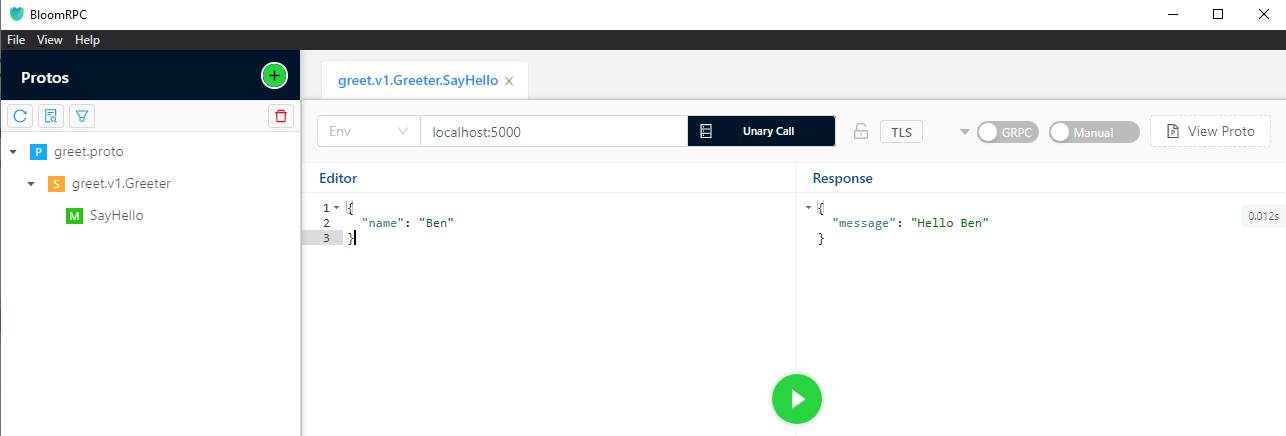 BloomRPC
File View Help
Protos
greet.proto
P
greet.v1.Greeter
S
SayHello
M
greet.v1.Greeter.SayHello
Env localhost:5000 Unary Call TLS GRPC Manual View Proto
Editor
1 {
2 "name": "Ben"
3 }
Response
{
"message": "Hello Ben"
}
0.012s